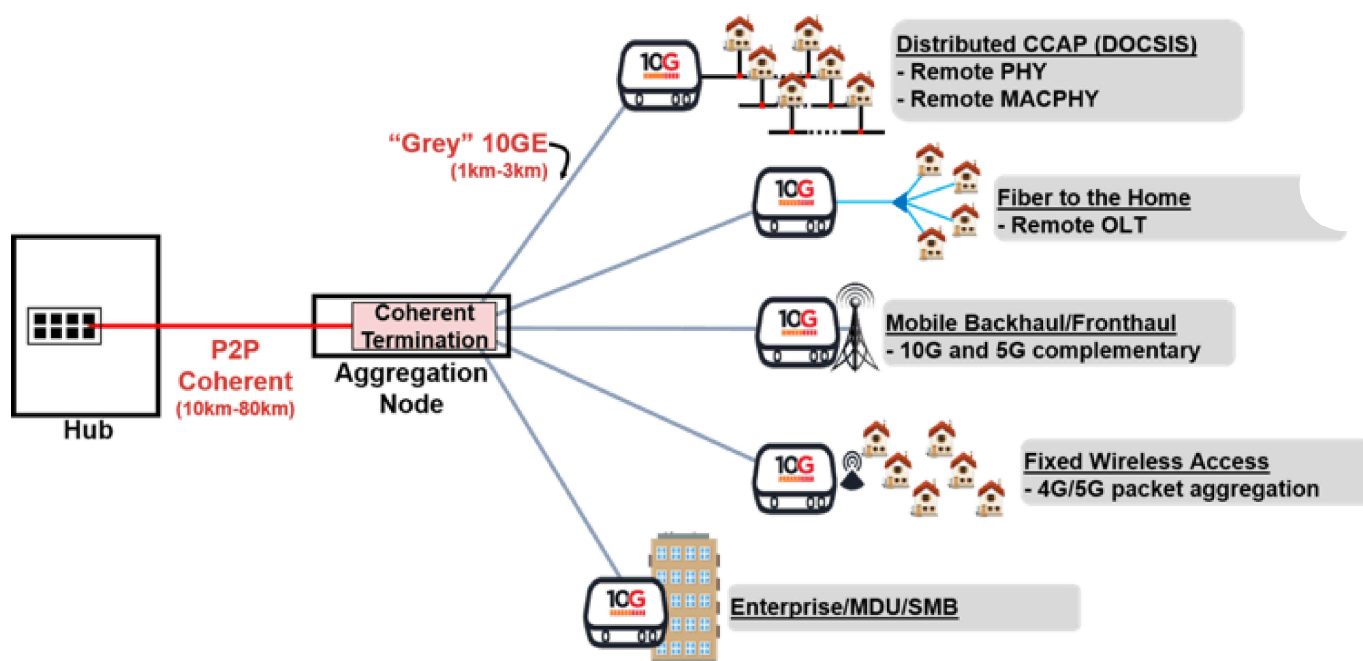 10G
Distributed CCAP (DOCSIS)
- Remote PHY
- Remote MACPHY
“Grey” 10GE
(1km-3km)
10G
Fiber to the Home
- Remote OLT
Coherent
Termination
10G
Mobile Backhaul/Fronthaul
- 10G and 5G complementary
P2P
Coherent
(10km-80km)
Aggregation
Node
Hub
10G
Fixed Wireless Access
- 4G/5G packet aggregation
10G
Enterprise/MDU/SMB